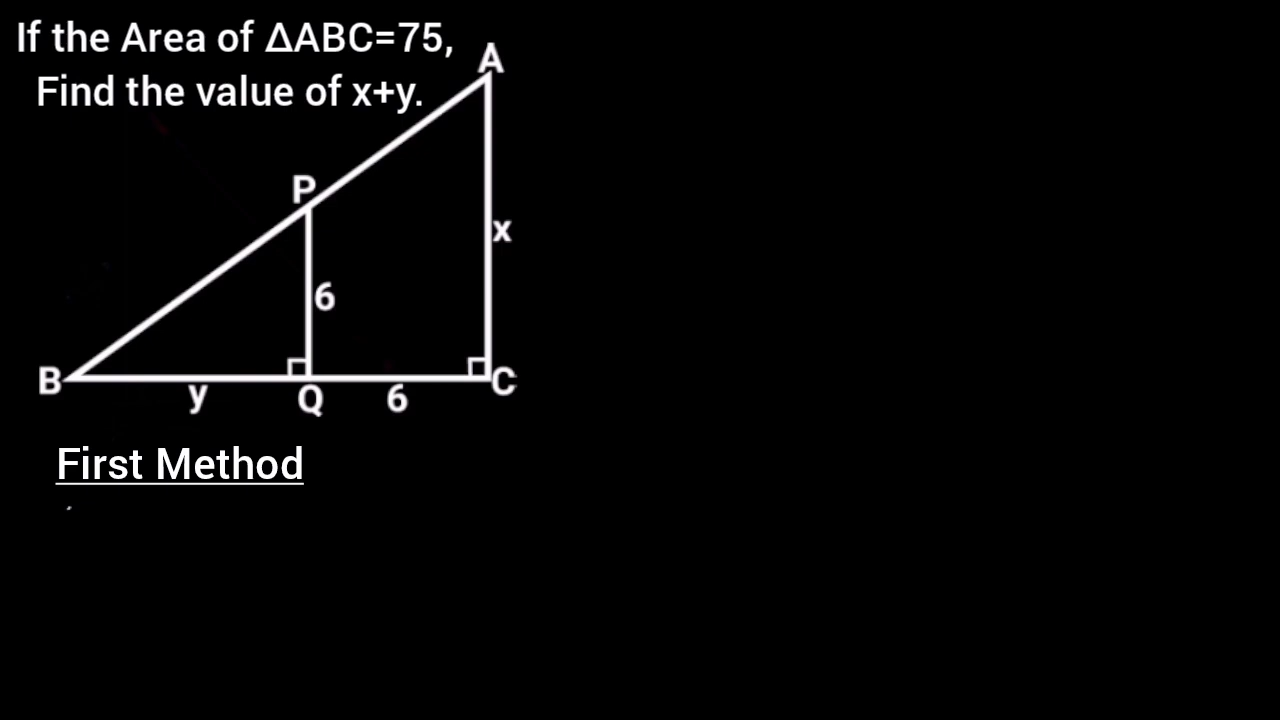 If the Area of ΔABC=75,
Find the value of x+y.
A
P
x
6
B
y
Q
6
C
First Method